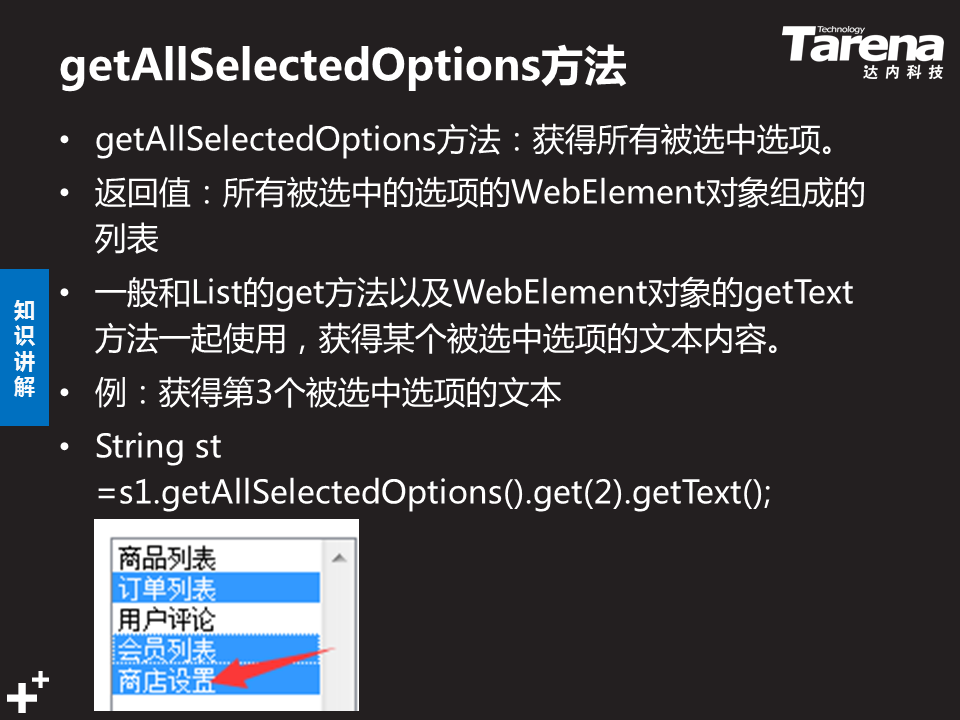 getAllSelectedOptions方法
Technology
Tarena
达内科技
• getAllSelectedOptions方法：获得所有被选中选项。
• 返回值：所有被选中的选项的WebElement对象组成的
列表
• 一般和List的get方法以及WebElement对象的getText
方法一起使用，获得某个被选中选项的文本内容。
• 例：获得第3个被选中选项的文本
• String st
=s1.getAllSelectedOptions().get(2).getText();
知
识
讲
解
商品列表
订单列表
用户评论
会员列表
商店设置